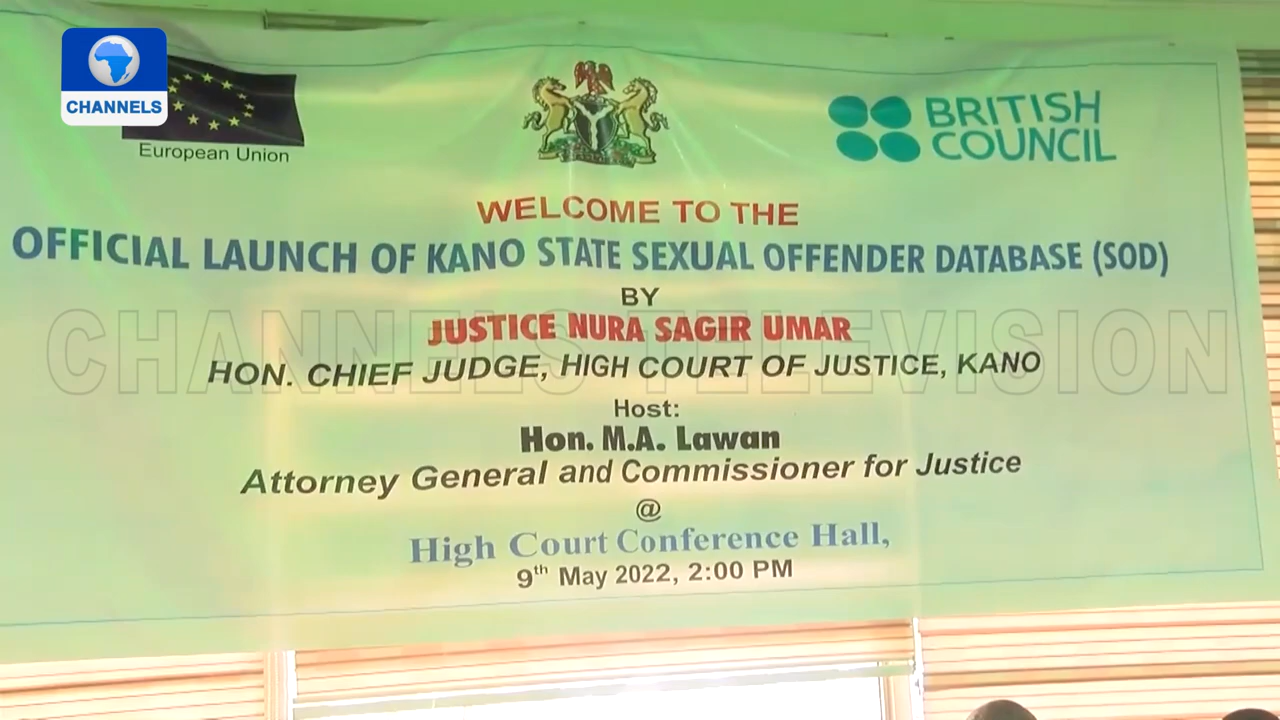 CHANNELS
European Union
BRITISH
COUNCIL
WELCOME TO THE
OFFICIAL LAUNCH OF KANO STATE SEXUAL OFFENDER DATABASE (SOD)
BY
JUSTICE NURA SAGIR UMAR
CHANNELS TELEVISION
HON. CHIEF JUDGE, HIGH COURT OF JUSTICE, KANO
Host:
Hon. M.A. Lawan
Attorney General and Commissioner for Justice
@
High Court Conference Hall,
9th May 2022, 2:00 PM